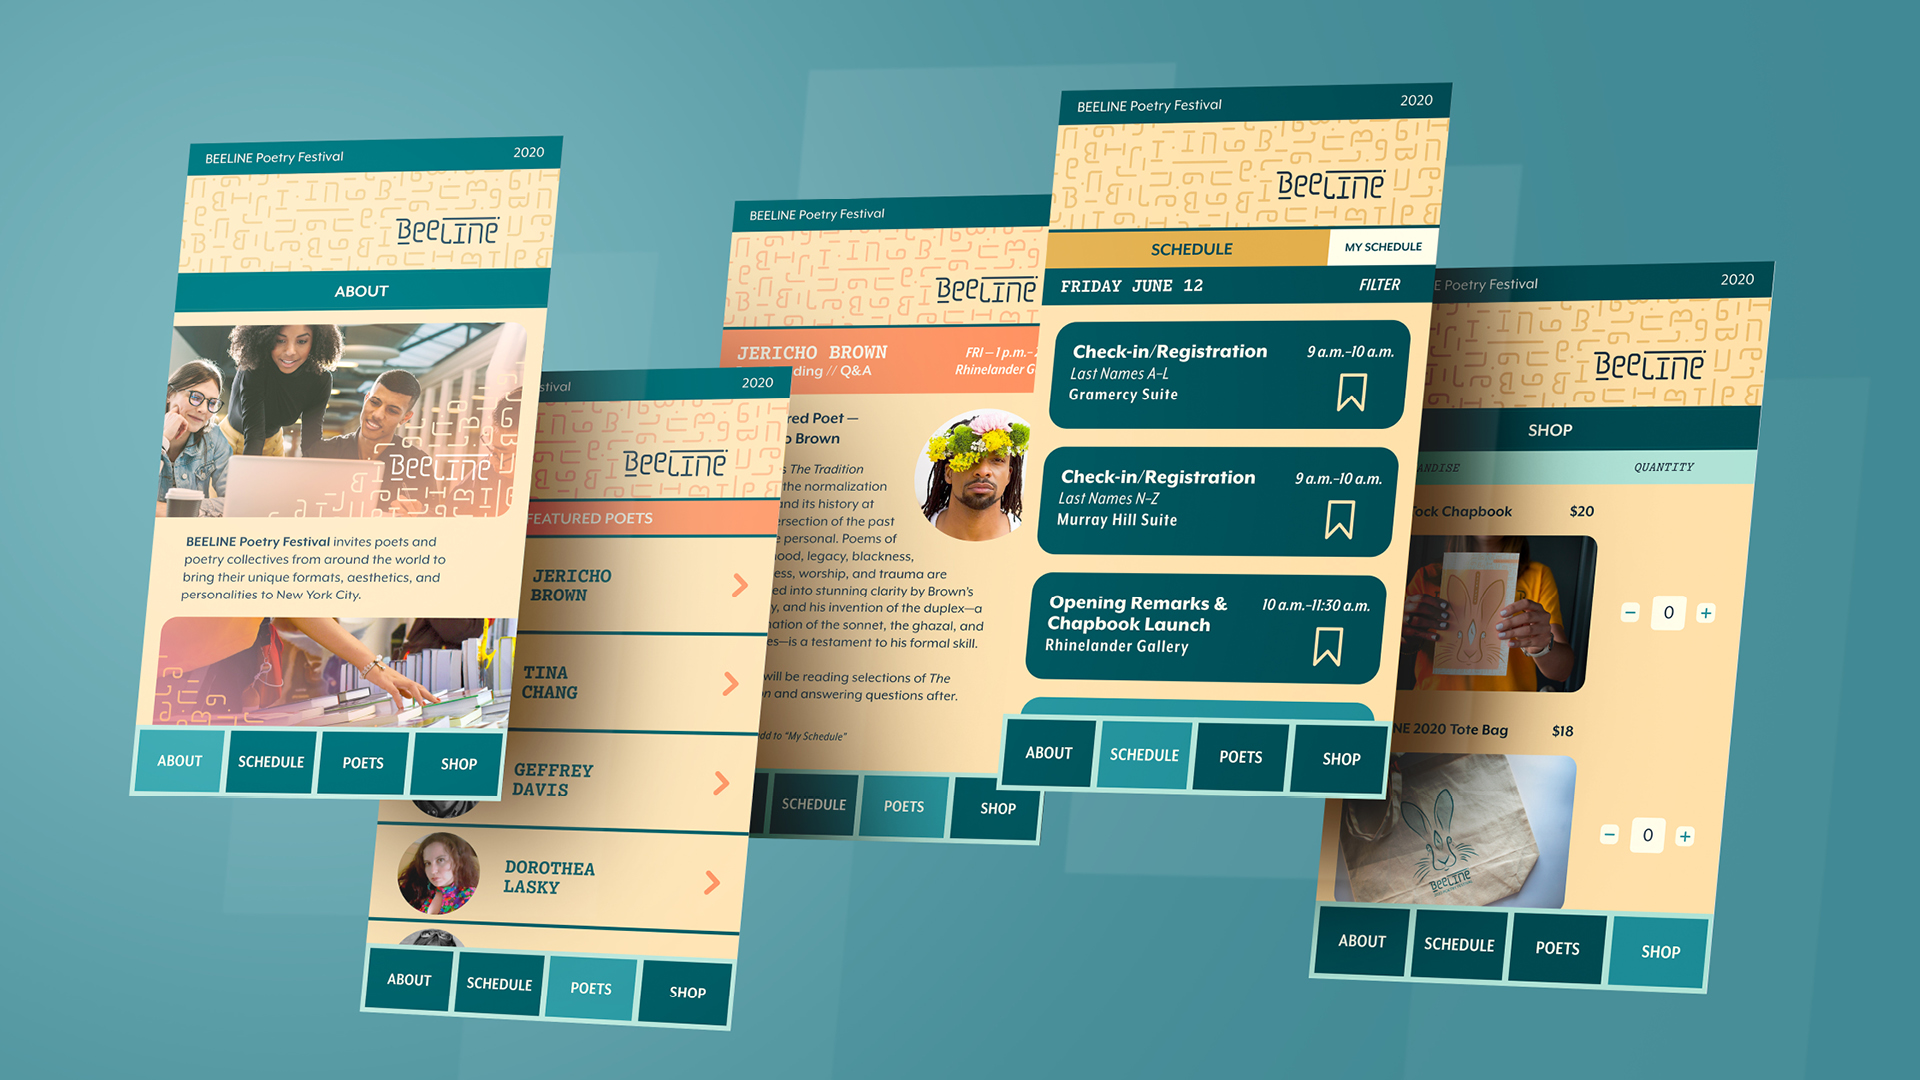 BEELINE Poetry Festival 2020
BEELINE
ABOUT
BEELINE
BEELINE Poetry Festival invites poets and
poetry collectives from around the world to
bring their unique formats, aesthetics, and
personalities to New York City.
ABOUT SCHEDULE POETS SHOP
stival 2020
BEELINE
FEATURED POETS
JERICHO
BROWN
TINA
CHANG
GEFFREY
DAVIS
DOROTHEA
LASKY
ABOUT SCHEDULE POETS SHOP
BEELINE Poetry Festival
BEELINE
JERICHO BROWN FRI – 1 p.m.–
ding // Q&A Rhinelander G
red Poet —
o Brown
s The Tradition
the normalization
and its history at
ersection of the past
e personal. Poems of
ood, legacy, blackness,
ess, worship, and trauma are
ed into stunning clarity by Brown's
y, and his invention of the duplex—a
nation of the sonnet, the ghazal, and
es—is a testament to his formal skill.
will be reading selections of The
n and answering questions after.
dd to "My Schedule"
SCHEDULE POETS SHOP
BEELINE Poetry Festival 2020
BEELINE
SCHEDULE MY SCHEDULE
FRIDAY JUNE 12 FILTER
Check-in/Registration 9 a.m.–10 a.m.
Last Names A–L
Gramercy Suite
Check-in/Registration 9 a.m.–10 a.m.
Last Names N–Z
Murray Hill Suite
Opening Remarks & 10 a.m.–11:30 a.m.
Chapbook Launch
Rhinelander Gallery
ABOUT SCHEDULE POETS SHOP
E Poetry Festival 2020
BEELINE
SHOP
ANDISE QUANTITY
Tock Chapbook $20
– 0 +
NE 2020 Tote Bag $18
BEELINE
– 0 +
ABOUT SCHEDULE POETS SHOP